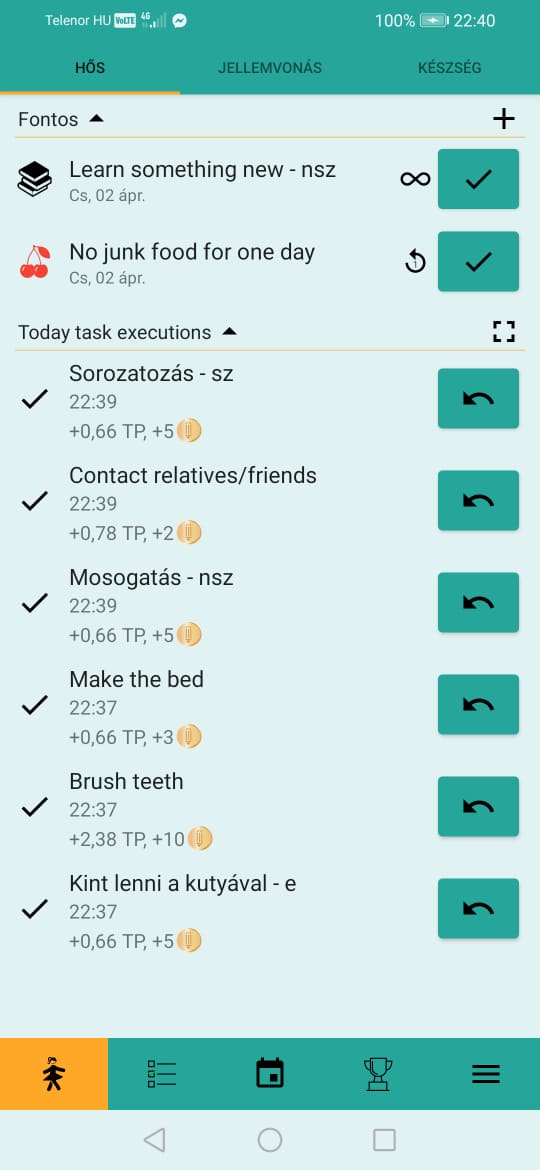 Telenor HU VoLTE 4G 100% 22:40
HŐS JELLEMVONÁS KÉSZSÉG
Fontos
Learn something new - nsz
Cs, 02 ápr.
No junk food for one day
Cs, 02 ápr.
1
Today task executions
Sorozatozás - sz
22:39
+0,66 TP, +5
Contact relatives/friends
22:39
+0,78 TP, +2
Mosogatás - nsz
22:39
+0,66 TP, +5
Make the bed
22:37
+0,66 TP, +3
Brush teeth
22:37
+2,38 TP, +10
Kint lenni a kutyával - e
22:37
+0,66 TP, +5